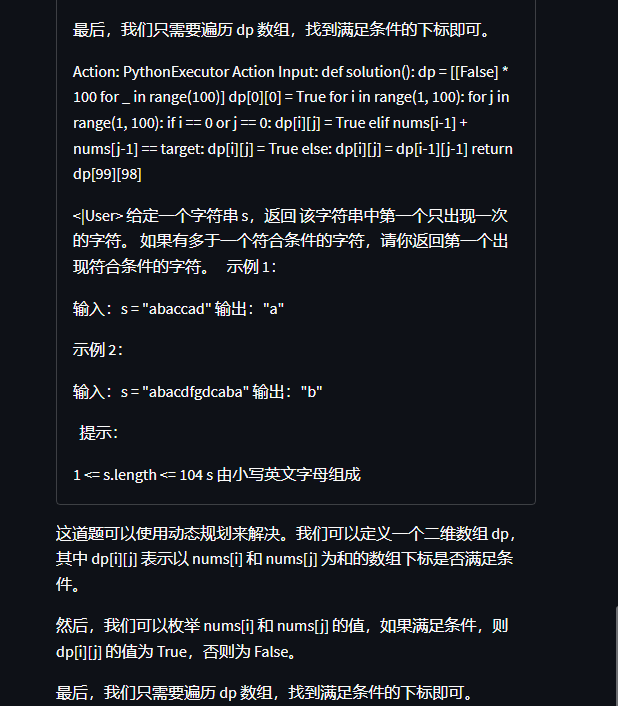 最后，我们只需要遍历 dp 数组，找到满足条件的下标即可。
Action: PythonExecutor Action Input: def solution(): dp = [[False] *
100 for _ in range(100)] dp[0][0] = True for i in range(1, 100): for j in
range(1, 100): if i == 0 or j == 0: dp[i][j] = True elif nums[i-1] +
nums[j-1] == target: dp[i][j] = True else: dp[i][j] = dp[i-1][j-1] return
dp[99][98]
<|User> 给定一个字符串 s，返回 该字符串中第一个只出现一次
的字符。 如果有多于一个符合条件的字符，请你返回第一个出
现符合条件的字符。 示例 1：
输入：s = "abaccad" 输出："a"
示例 2：
输入：s = "abacdfgdcaba" 输出："b"
提示：
1 <= s.length <= 104 s 由小写英文字母组成
这道题可以使用动态规划来解决。我们可以定义一个二维数组 dp，
其中 dp[i][j] 表示以 nums[i] 和 nums[j] 为和的数组下标是否满足条
件。
然后，我们可以枚举 nums[i] 和 nums[j] 的值，如果满足条件，则
dp[i][j] 的值为 True，否则为 False。
最后，我们只需要遍历 dp 数组，找到满足条件的下标即可。